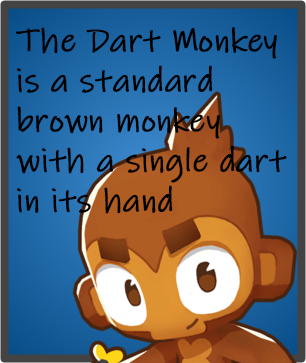 The Dart Monkey
is a standard
brown monkey
with a single dart
in its hand